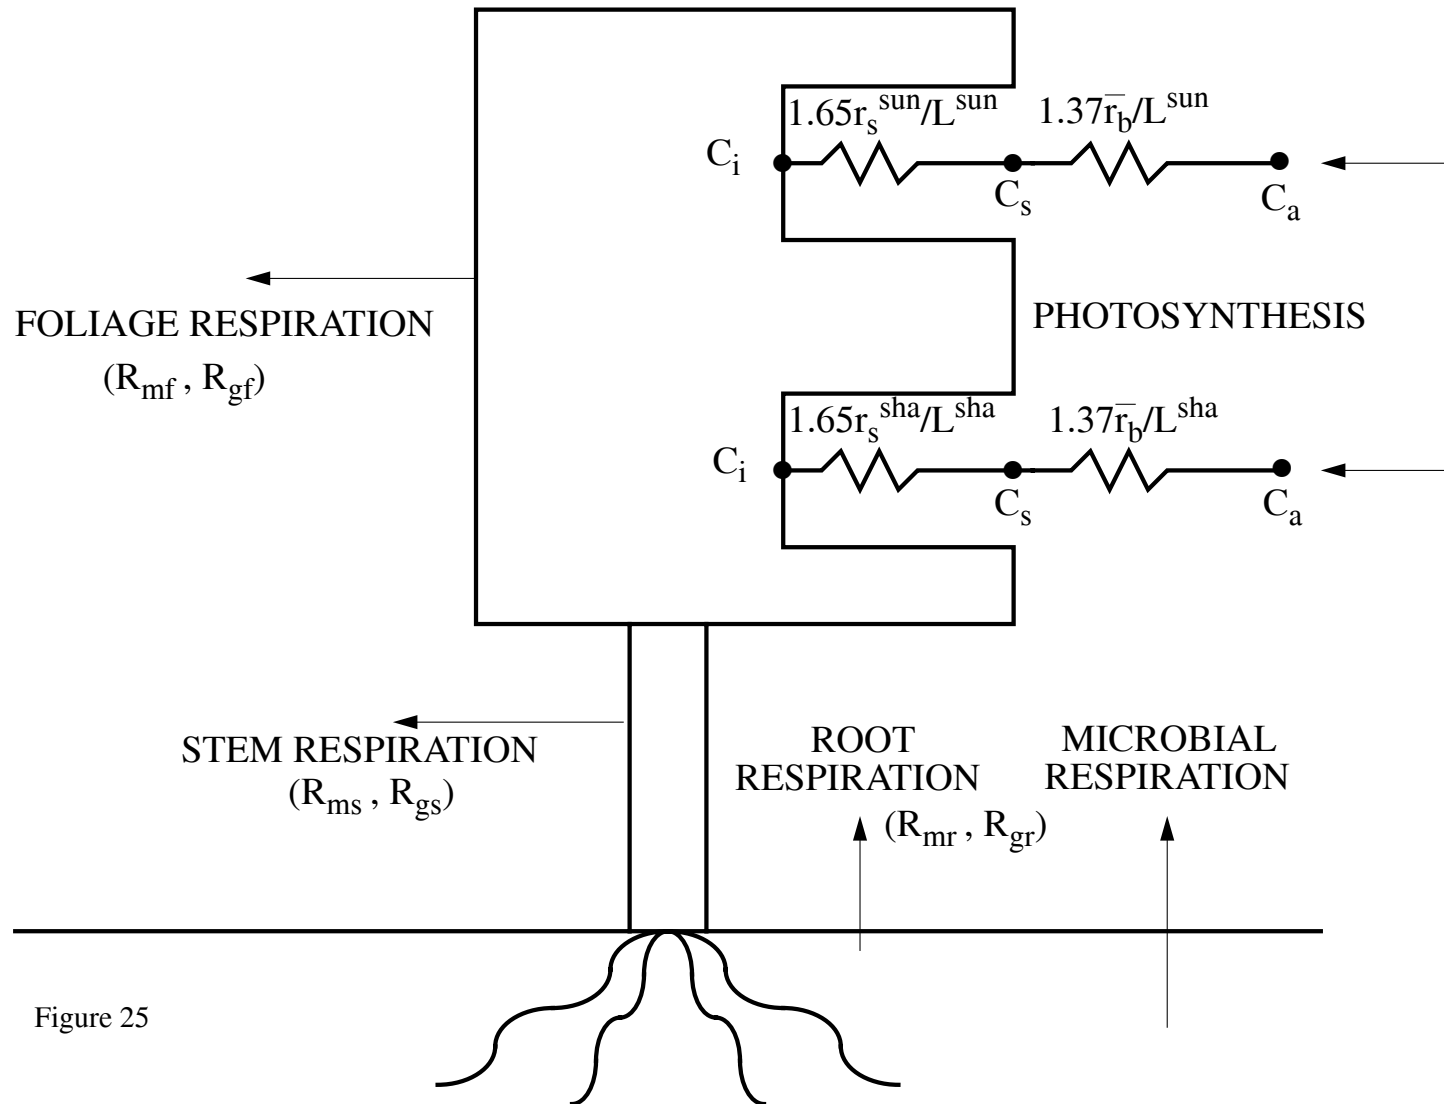 1.65r_s^sun/L^sun 1.37r̅_b/L^sun
C_i
C_s
C_a
FOLIAGE RESPIRATION
(R_mf , R_gf)
PHOTOSYNTHESIS
1.65r_s^sha/L^sha 1.37r̅_b/L^sha
C_i
C_s
C_a
STEM RESPIRATION
(R_ms , R_gs)
ROOT
RESPIRATION
(R_mr , R_gr)
MICROBIAL
RESPIRATION
Figure 25